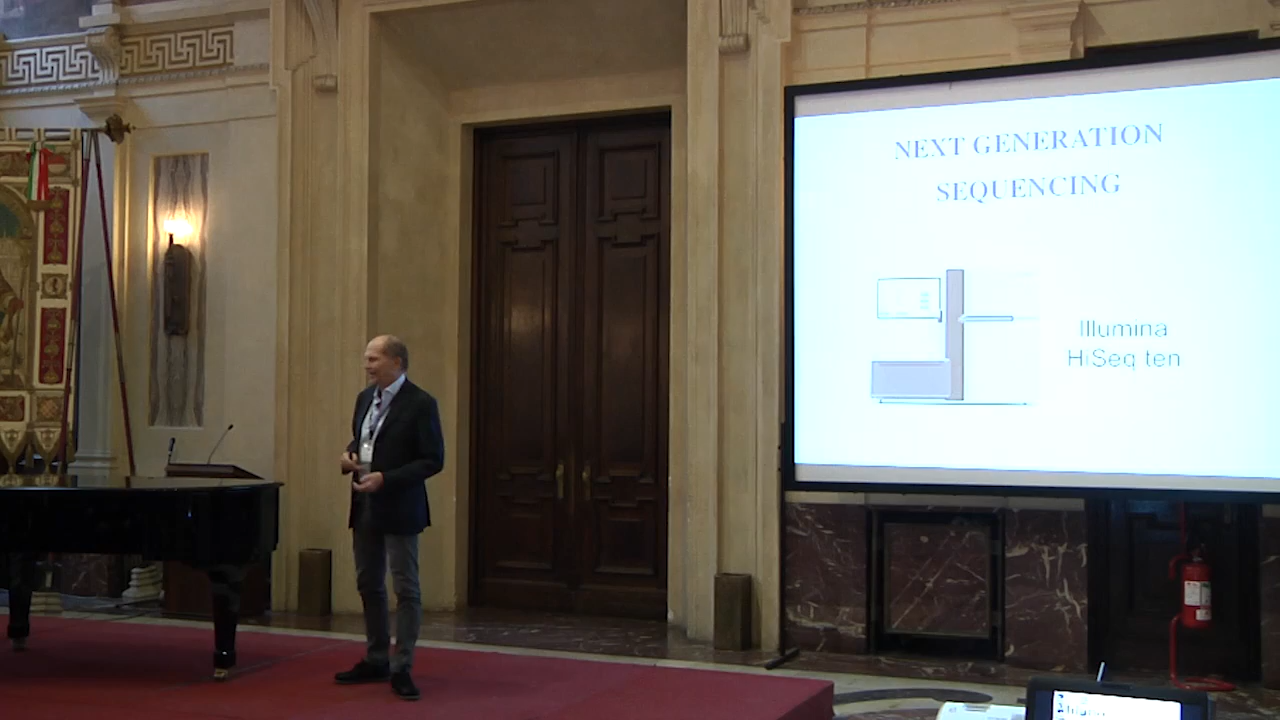 NEXT GENERATION
SEQUENCING
Illumina
HiSeq ten